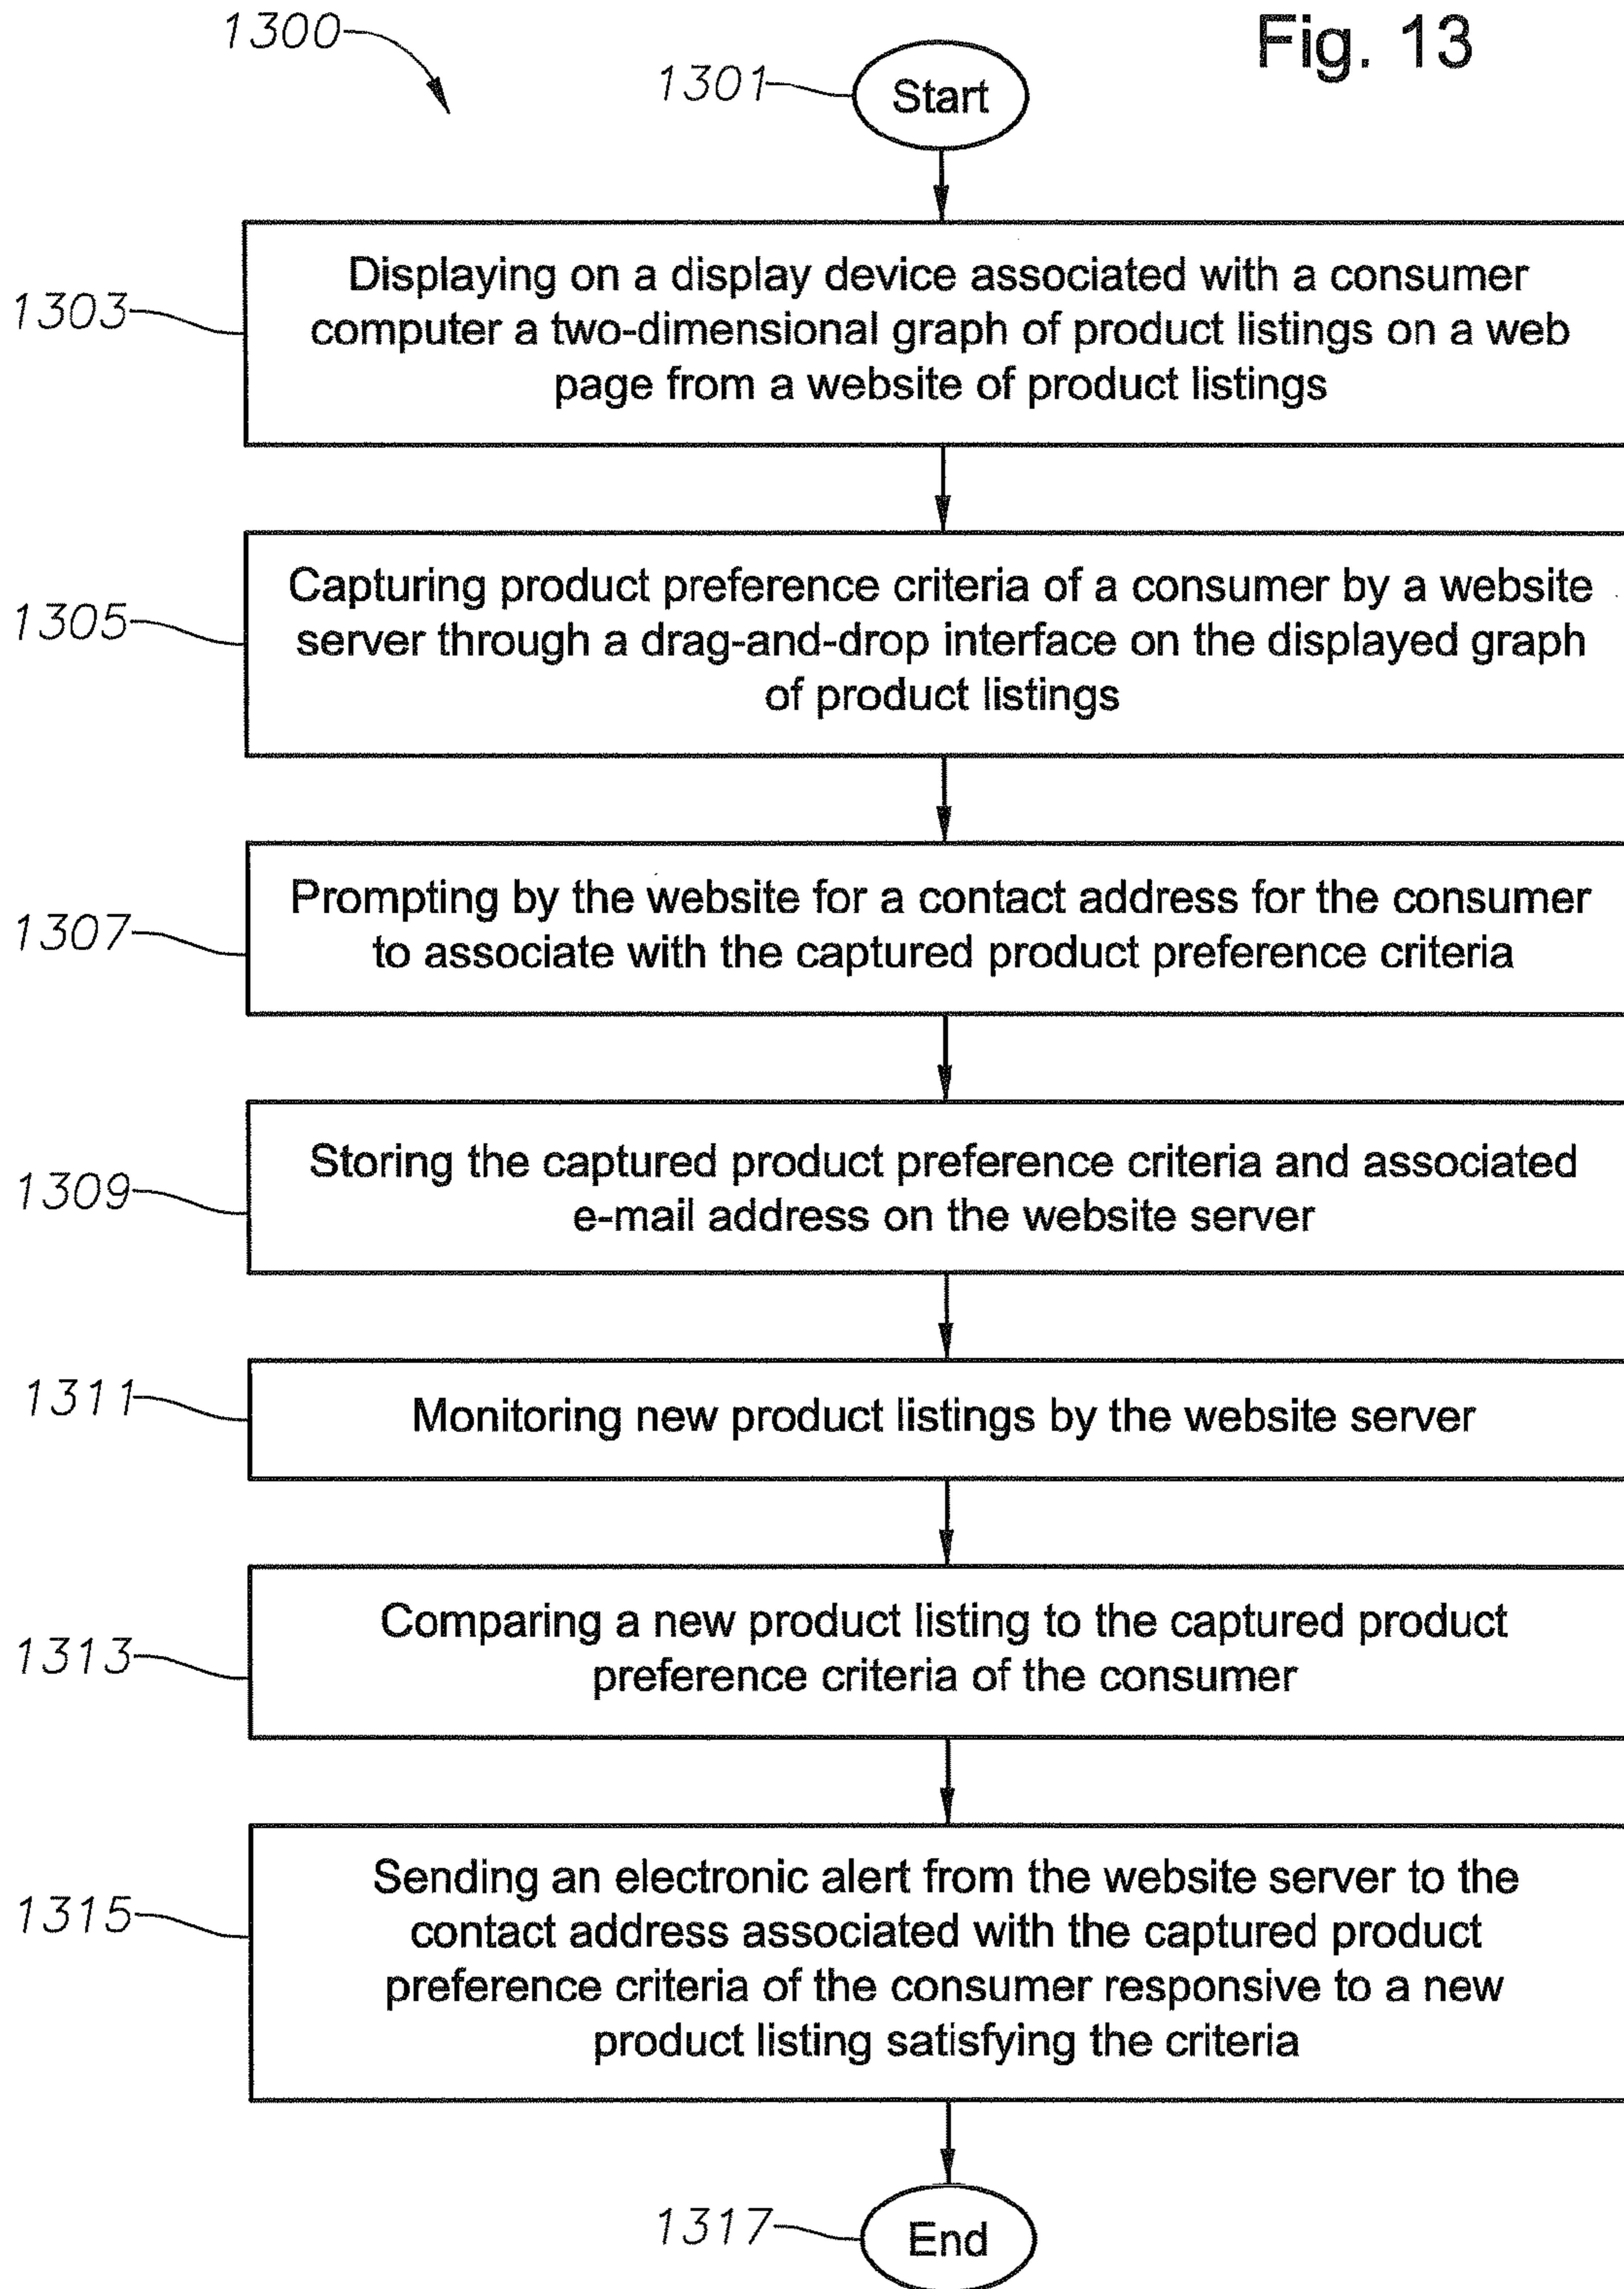 1300
Fig. 13
1301
Start
1303
Displaying on a display device associated with a consumer
computer a two-dimensional graph of product listings on a web
page from a website of product listings
1305
Capturing product preference criteria of a consumer by a website
server through a drag-and-drop interface on the displayed graph
of product listings
1307
Prompting by the website for a contact address for the consumer
to associate with the captured product preference criteria
1309
Storing the captured product preference criteria and associated
e-mail address on the website server
1311
Monitoring new product listings by the website server
1313
Comparing a new product listing to the captured product
preference criteria of the consumer
1315
Sending an electronic alert from the website server to the
contact address associated with the captured product
preference criteria of the consumer responsive to a new
product listing satisfying the criteria
1317
End